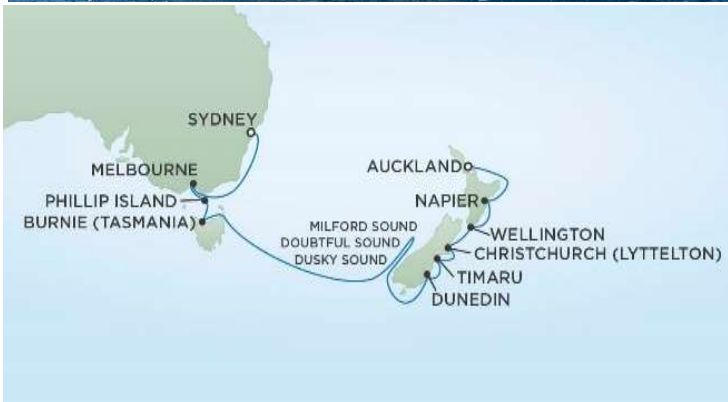 SYDNEY
MELBOURNE
PHILLIP ISLAND
BURNIE (TASMANIA)
MILFORD SOUND
DOUBTFUL SOUND
DUSKY SOUND
AUCKLAND
NAPIER
WELLINGTON
CHRISTCHURCH (LYTTELTON)
TIMARU
DUNEDIN